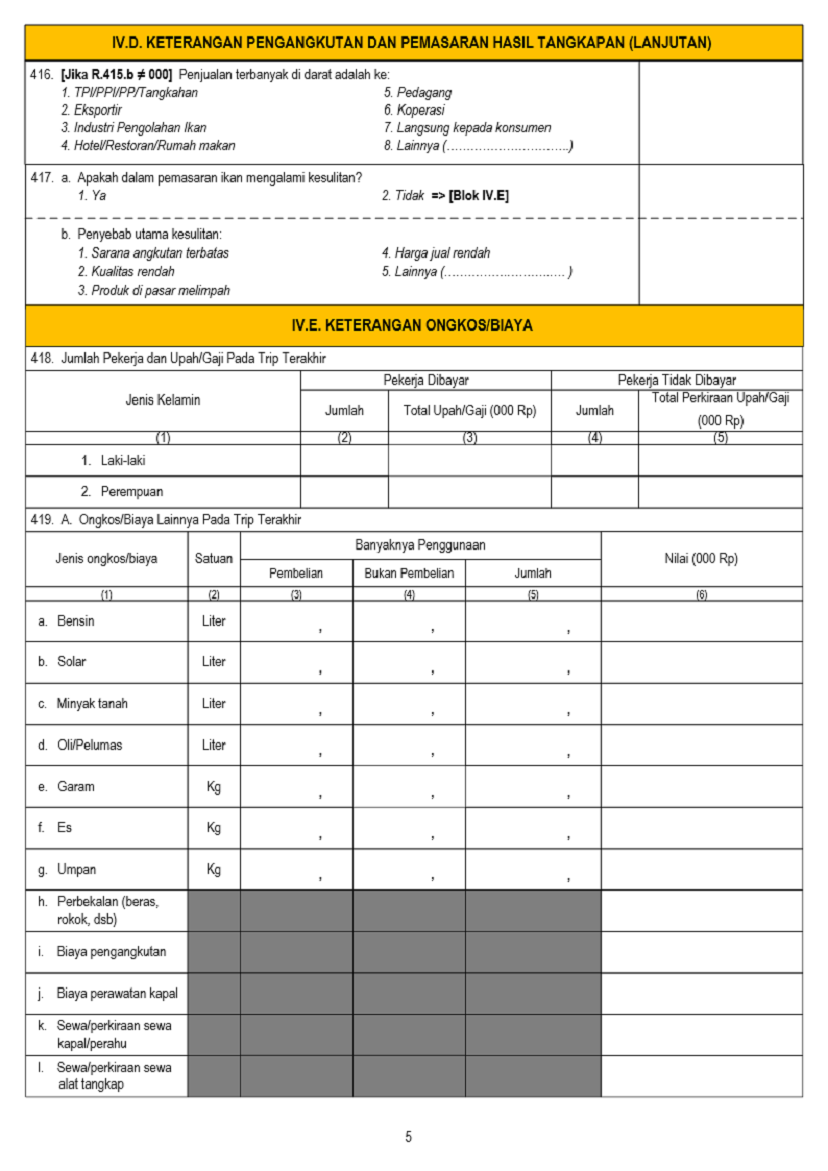 IV.D. KETERANGAN PENGANGKUTAN DAN PEMASARAN HASIL TANGKAPAN (LANJUTAN)
416. [Jika R.415.b ≠ 000] Penjualan terbanyak di darat adalah ke:
1. TPI/PPI/PP/Tangkahan 5. Pedagang
2. Eksportir 6. Koperasi
3. Industri Pengolahan Ikan 7. Langsung kepada konsumen
4. Hotel/Restoran/Rumah makan 8. Lainnya (...............................)
417. a. Apakah dalam pemasaran ikan mengalami kesulitan?
1. Ya 2. Tidak => [Blok IV.E]
b. Penyebab utama kesulitan:
1. Sarana angkutan terbatas 4. Harga jual rendah
2. Kualitas rendah 5. Lainnya (............................... )
3. Produk di pasar melimpah
IV.E. KETERANGAN ONGKOS/BIAYA
418. Jumlah Pekerja dan Upah/Gaji Pada Trip Terakhir
Jenis Kelamin Pekerja Dibayar Pekerja Tidak Dibayar
Jumlah Total Upah/Gaji (000 Rp) Jumlah Total Perkiraan Upah/Gaji
(000 Rp)
(1) (2) (3) (4) (5)
1. Laki-laki
2. Perempuan
419. A. Ongkos/Biaya Lainnya Pada Trip Terakhir
Jenis ongkos/biaya Satuan Banyaknya Penggunaan Nilai (000 Rp)
Pembelian Bukan Pembelian Jumlah
(1) (2) (3) (4) (5) (6)
a. Bensin Liter , , ,
b. Solar Liter , , ,
c. Minyak tanah Liter , , ,
d. Oli/Pelumas Liter , , ,
e. Garam Kg , , ,
f. Es Kg , , ,
g. Umpan Kg , , ,
h. Perbekalan (beras,
rokok, dsb)
i. Biaya pengangkutan
j. Biaya perawatan kapal
k. Sewa/perkiraan sewa
kapal/perahu
l. Sewa/perkiraan sewa
alat tangkap
5